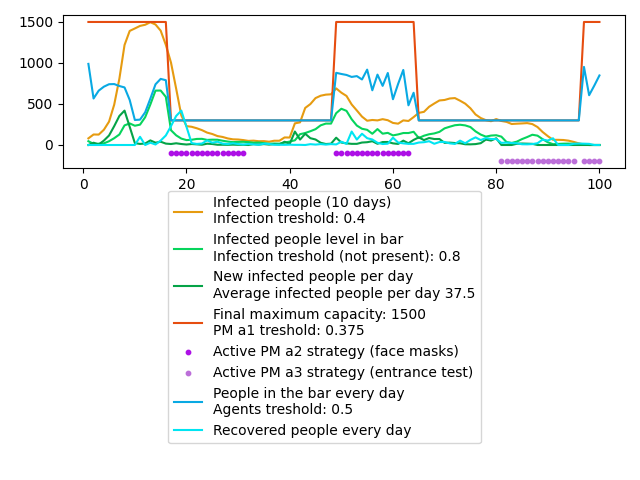 1500
1000
500
0
0 20 40 60 80 100
Infected people (10 days)
Infection treshold: 0.4
Infected people level in bar
Infection treshold (not present): 0.8
New infected people per day
Average infected people per day 37.5
Final maximum capacity: 1500
PM a1 treshold: 0.375
Active PM a2 strategy (face masks)
Active PM a3 strategy (entrance test)
People in the bar every day
Agents treshold: 0.5
Recovered people every day